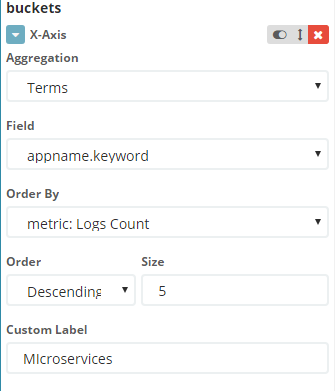 buckets
X-Axis
Aggregation
Terms
Field
appname.keyword
Order By
metric: Logs Count
Order Size
Descending 5
Custom Label
MIcroservices